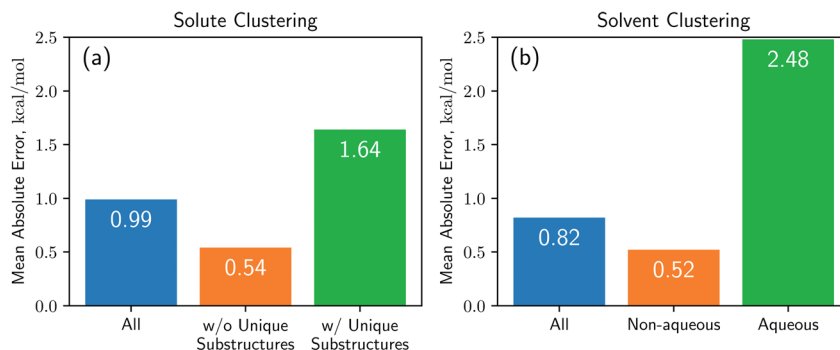 Solute Clustering
(a)
Mean Absolute Error, kcal/mol
2.5
2.0
1.5
1.0
0.5
0.0
0.99
0.54
1.64
All
w/o Unique
Substructures
w/ Unique
Substructures
Solvent Clustering
(b)
Mean Absolute Error, kcal/mol
2.5
2.0
1.5
1.0
0.5
0.0
0.82
0.52
2.48
All
Non-aqueous
Aqueous